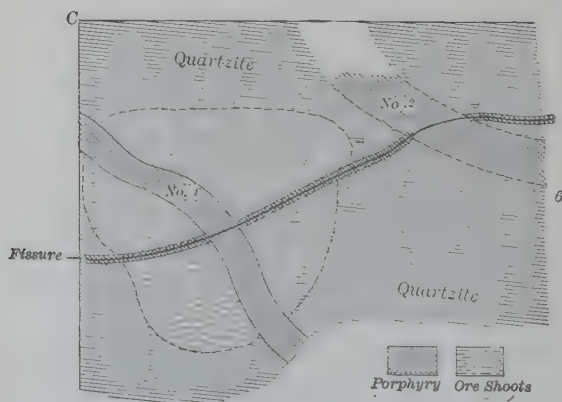 C
Quartzite
No. 2
No. 1
6
Fissure
Quartzite
Porphyry Ore Shoots